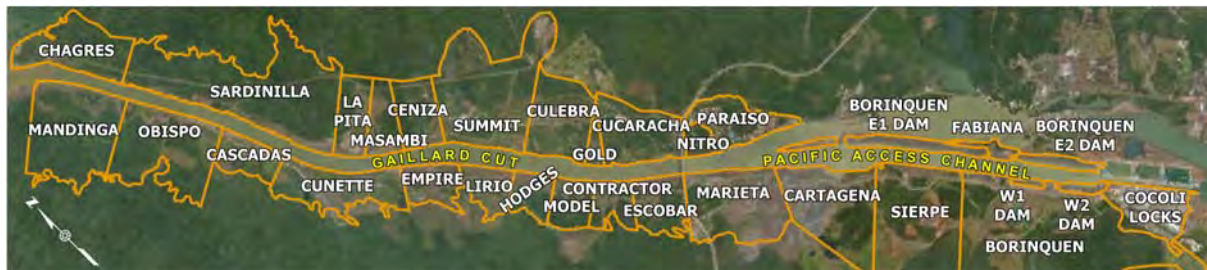 CHAGRES
SARDINILLA
LA
PITA
CENIZA
MASAMBI
SUMMIT
CULEBRA
CUCARACHA
GOLD
PARAISO
NITRO
BORINQUEN
E1 DAM
FABIANA
BORINQUEN
E2 DAM
GAILLARD CUT
PACIFIC ACCESS CHANNEL
MANDINGA
OBISPO
CASCADAS
CUNETTE
EMPIRE
LIRIO
HODGES
CONTRACTOR
MODEL
ESCOBAR
MARIETA
CARTAGENA
SIERPE
W1
DAM
W2
DAM
BORINQUEN
COCOLI
LOCKS
N